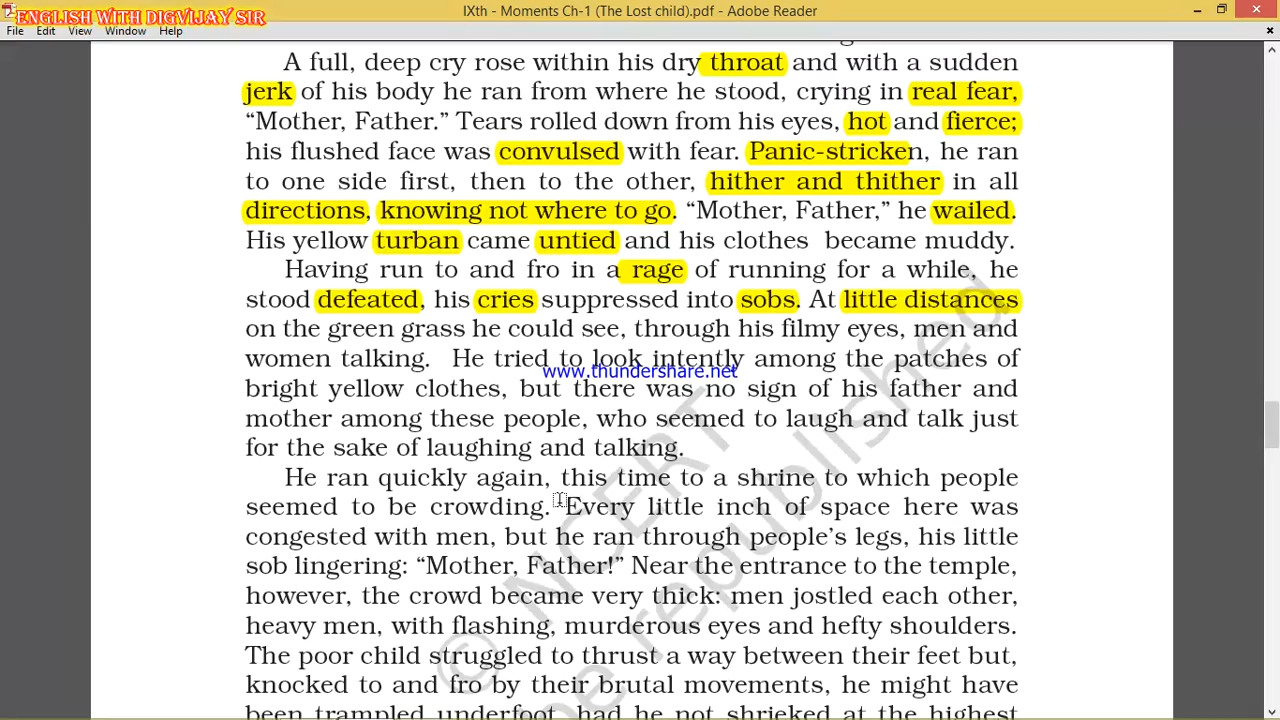 ENGLISH WITH DIGVIJAY SIR
IXth - Moments Ch-1 (The Lost child).pdf - Adobe Reader
File Edit View Window Help
A full, deep cry rose within his dry throat and with a sudden
jerk of his body he ran from where he stood, crying in real fear,
“Mother, Father.” Tears rolled down from his eyes, hot and fierce;
his flushed face was convulsed with fear. Panic-stricken, he ran
to one side first, then to the other, hither and thither in all
directions, knowing not where to go. “Mother, Father,” he wailed.
His yellow turban came untied and his clothes became muddy.
Having run to and fro in a rage of running for a while, he
stood defeated, his cries suppressed into sobs. At little distances
on the green grass he could see, through his filmy eyes, men and
women talking. He tried to look intently among the patches of
www.thundershare.net
bright yellow clothes, but there was no sign of his father and
mother among these people, who seemed to laugh and talk just
for the sake of laughing and talking.
He ran quickly again, this time to a shrine to which people
seemed to be crowding. Every little inch of space here was
congested with men, but he ran through people’s legs, his little
sob lingering: “Mother, Father!” Near the entrance to the temple,
however, the crowd became very thick: men jostled each other,
heavy men, with flashing, murderous eyes and hefty shoulders.
The poor child struggled to thrust a way between their feet but,
knocked to and fro by their brutal movements, he might have
been trampled underfoot, had he not shrieked at the highest
© NCERT
be republished